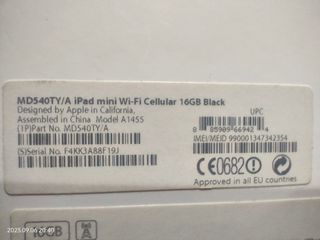 MD540TY/A iPad mini Wi-Fi Cellular 16GB Black
Designed by Apple in California,
Assembled in China Model A1455
(1P)Part No. MD540TY/A
UPC
8 85909 66942 4
IMEI/MEID 990001347342354
(S)Serial No. F4KK3A88F19J
CE0682
Approved in all EU countries
16GB
2025.09.06 20:40